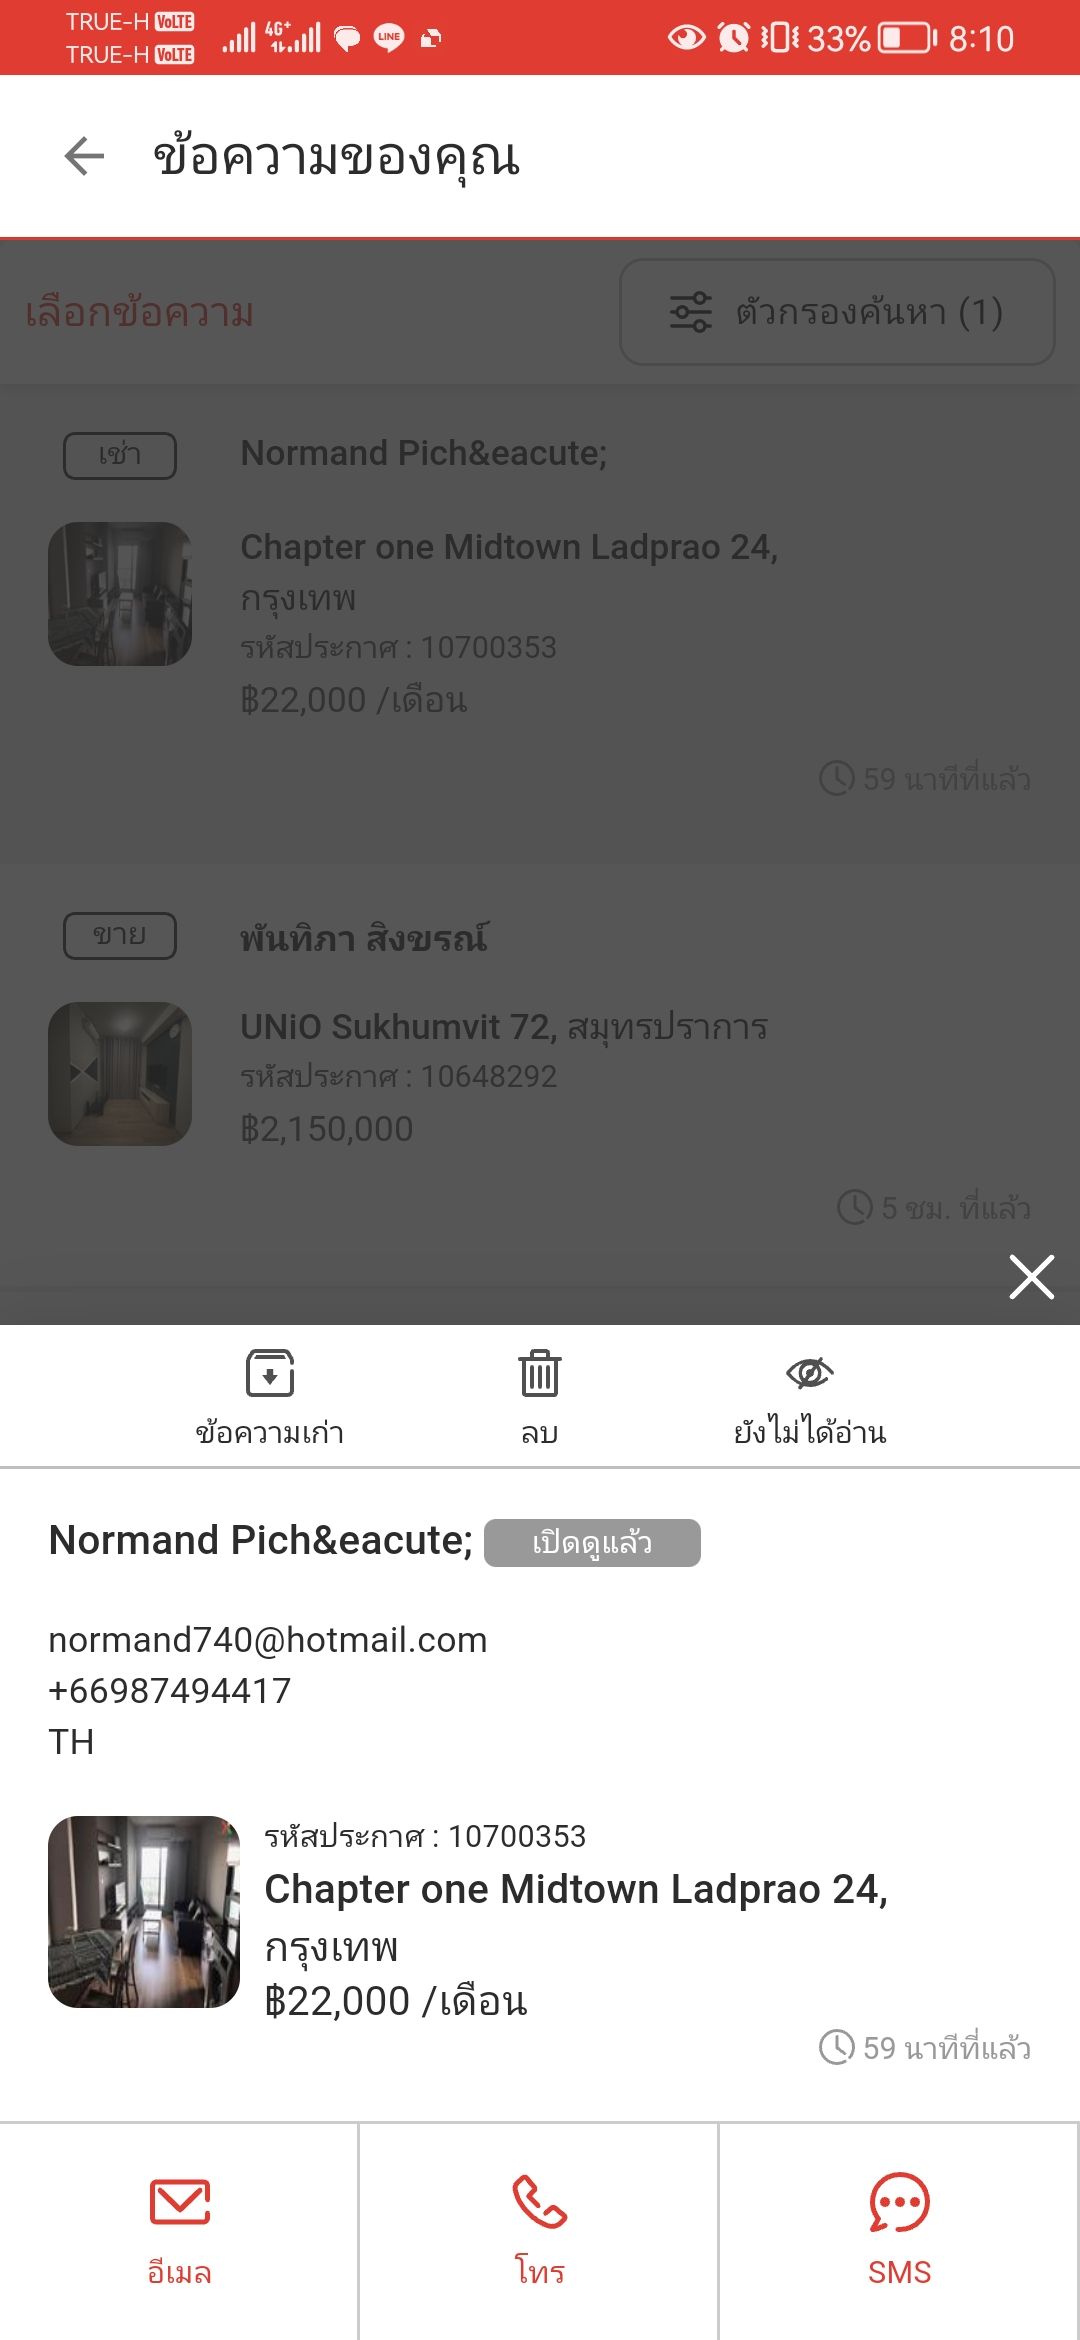 TRUE-H VoLTE
TRUE-H VoLTE
4G+
LINE
33%
8:10
ข้อความของคุณ
เลือกข้อความ
ตัวกรองค้นหา (1)
เช่า
Normand Pich&eacute;
Chapter one Midtown Ladprao 24,
กรุงเทพ
รหัสประกาศ : 10700353
฿22,000 /เดือน
59 นาทีที่แล้ว
ขาย
พันทิภา สิงขรณ์
UNiO Sukhumvit 72, สมุทรปราการ
รหัสประกาศ : 10648292
฿2,150,000
5 ชม. ที่แล้ว
ข้อความเก่า
ลบ
ยังไม่ได้อ่าน
Normand Pich&eacute; เปิดดูแล้ว
normand740@hotmail.com
+66987494417
TH
รหัสประกาศ : 10700353
Chapter one Midtown Ladprao 24,
กรุงเทพ
฿22,000 /เดือน
59 นาทีที่แล้ว
อีเมล
โทร
SMS